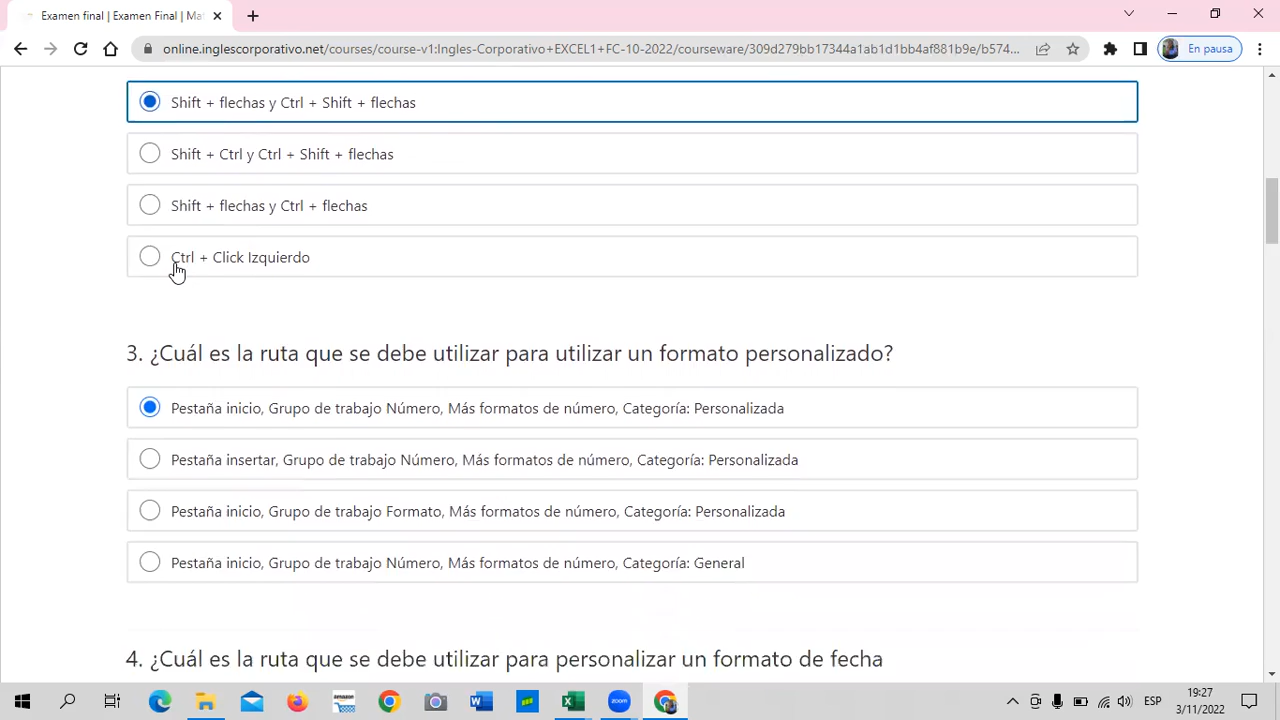 Examen final | Examen Final | Ma
online.inglescorporativo.net/courses/course-v1:Ingles-Corporativo+EXCEL1+FC-10-2022/courseware/309d279bb17344a1ab1d1bb4af881b9e/b574...
En pausa
Shift + flechas y Ctrl + Shift + flechas
Shift + Ctrl y Ctrl + Shift + flechas
Shift + flechas y Ctrl + flechas
Ctrl + Click Izquierdo
3. ¿Cuál es la ruta que se debe utilizar para utilizar un formato personalizado?
Pestaña inicio, Grupo de trabajo Número, Más formatos de número, Categoría: Personalizada
Pestaña insertar, Grupo de trabajo Número, Más formatos de número, Categoría: Personalizada
Pestaña inicio, Grupo de trabajo Formato, Más formatos de número, Categoría: Personalizada
Pestaña inicio, Grupo de trabajo Número, Más formatos de número, Categoría: General
4. ¿Cuál es la ruta que se debe utilizar para personalizar un formato de fecha
amazon
zoom
ESP
19:27
3/11/2022